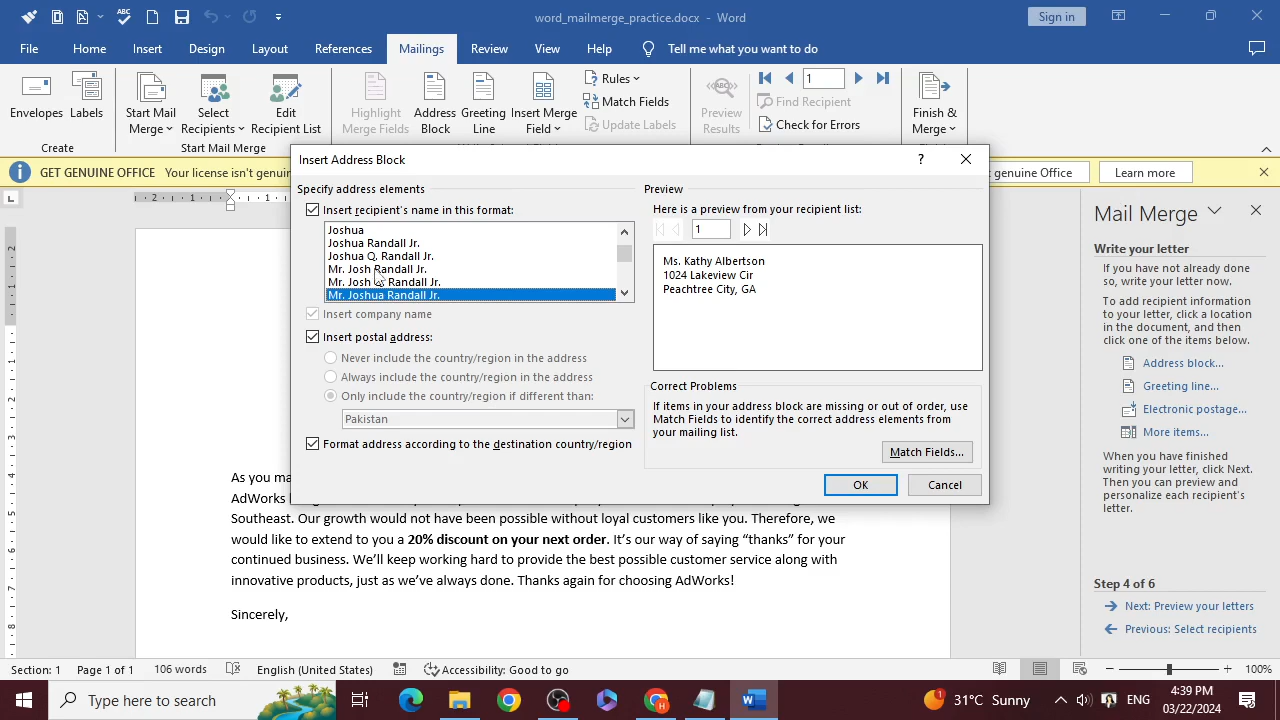 word_mailmerge_practice.docx - Word
Sign in
File Home Insert Design Layout References Mailings Review View Help Tell me what you want to do
Envelopes
Labels
Start Mail
Merge
Select
Recipients
Edit
Recipient List
Highlight
Merge Fields
Address
Block
Greeting
Line
Insert Merge
Field
Rules
Match Fields
Update Labels
Preview
Results
1
Find Recipient
Check for Errors
Finish &
Merge
Create
Start Mail Merge
GET GENUINE OFFICE Your license isn't genuin
genuine Office
Learn more
Insert Address Block
?
Specify address elements
Insert recipient's name in this format:
Joshua
Joshua Randall Jr.
Joshua Q. Randall Jr.
Mr. Josh Randall Jr.
Mr. Josh Q. Randall Jr.
Mr. Joshua Randall Jr.
Insert company name
Insert postal address:
Never include the country/region in the address
Always include the country/region in the address
Only include the country/region if different than:
Pakistan
Format address according to the destination country/region
Preview
Here is a preview from your recipient list:
1
Ms. Kathy Albertson
1024 Lakeview Cir
Peachtree City, GA
Correct Problems
If items in your address block are missing or out of order, use
Match Fields to identify the correct address elements from
your mailing list.
Match Fields...
OK
Cancel
As you ma
AdWorks
Southeast. Our growth would not have been possible without loyal customers like you. Therefore, we
would like to extend to you a 20% discount on your next order. It's our way of saying “thanks” for your
continued business. We'll keep working hard to provide the best possible customer service along with
innovative products, just as we've always done. Thanks again for choosing AdWorks!
Sincerely,
Mail Merge
Write your letter
If you have not already done
so, write your letter now.
To add recipient information
to your letter, click a location
in the document, and then
click one of the items below.
Address block...
Greeting line...
Electronic postage...
More items...
When you have finished
writing your letter, click Next.
Then you can preview and
personalize each recipient's
letter.
Step 4 of 6
Next: Preview your letters
Previous: Select recipients
Section: 1 Page 1 of 1 106 words English (United States) Accessibility: Good to go 100%
Type here to search
1
31°C Sunny
ENG
4:39 PM
03/22/2024